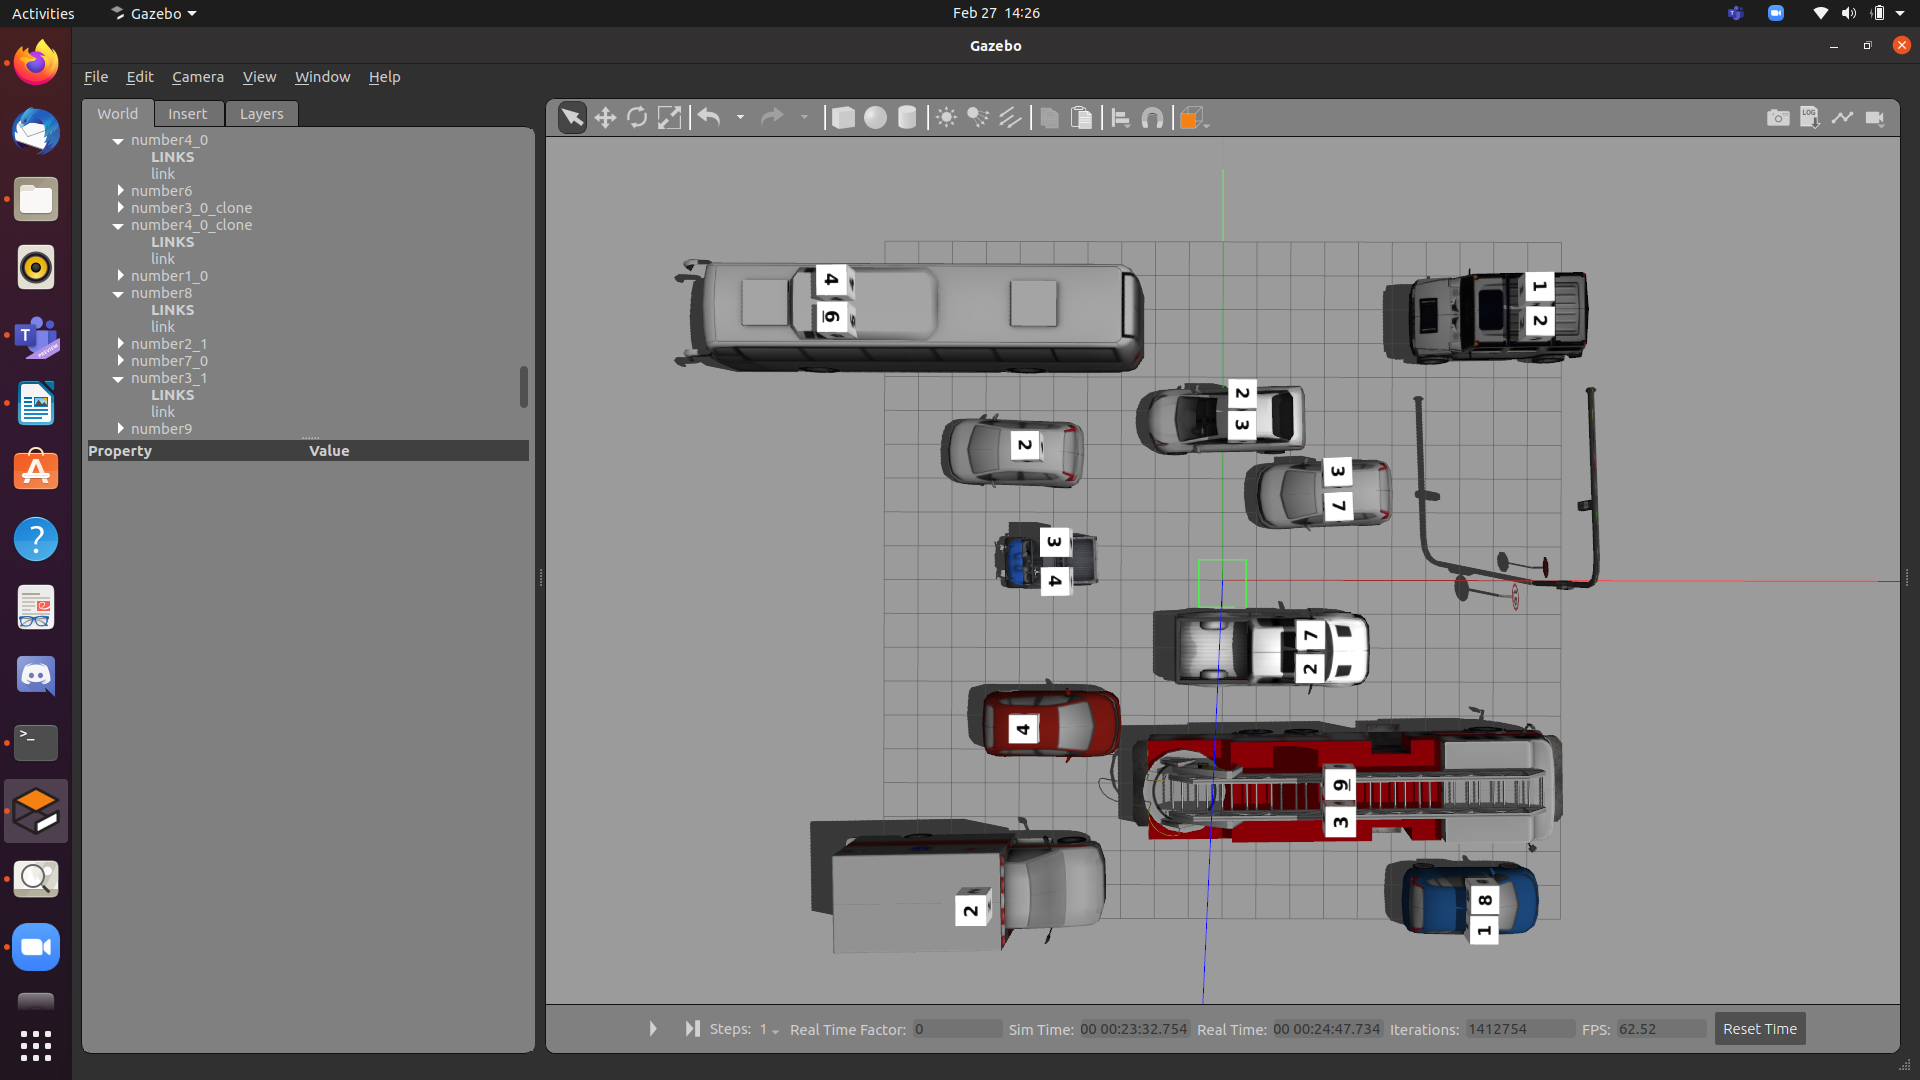 Activities
Gazebo
Feb 27 14:26
Gazebo
File Edit Camera View Window Help
World Insert Layers
number4_0
LINKS
link
number6
number3_0_clone
number4_0_clone
LINKS
link
number1_0
number8
LINKS
link
number2_1
number7_0
number3_1
LINKS
link
number9
Property Value
4
6
1
2
2
3
2
3
7
3
4
7
2
4
9
3
2
8
1
Steps: 1 Real Time Factor: 0 Sim Time: 00 00:23:32.754 Real Time: 00 00:24:47.734 Iterations: 1412754 FPS: 62.52 Reset Time